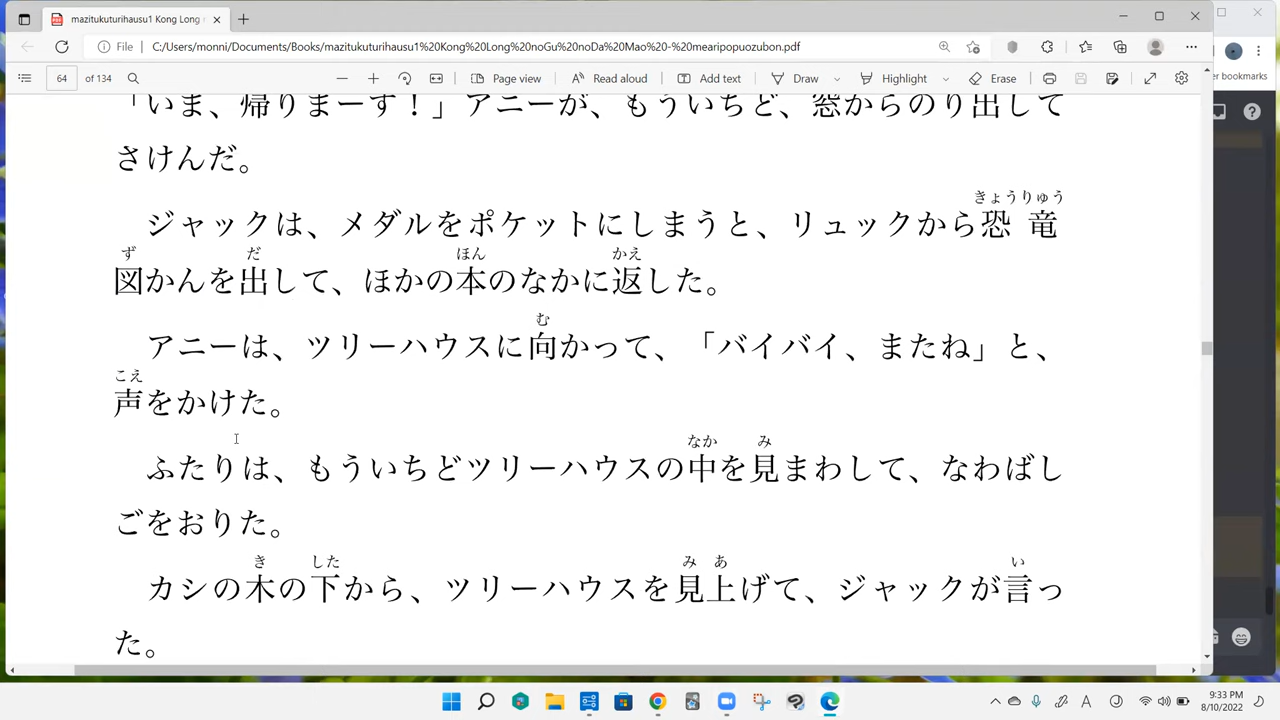 mazitukuturihausu1 Kong Long n
File
C:/Users/monni/Documents/Books/mazitukuturihausu1%20Kong%20Long%20noGu%20noDa%20Mao%20-%20mearipopuozubon.pdf
er bookmarks
64 of 134
Page view
Read aloud
Add text
Draw
Highlight
Erase
「いま、帰りまーす！」アニーが、もういちど、窓からのり出して
さけんだ。
きょうりゅう
ジャックは、メダルをポケットにしまうと、リュックから恐竜
ず だ ほん かえ
図かんを出して、ほかの本のなかに返した。
む
アニーは、ツリーハウスに向かって、「バイバイ、またね」と、
こえ
声をかけた。
なか み
ふたりは、もういちどツリーハウスの中を見まわして、なわばし
ごをおりた。
き した み あ い
カシの木の下から、ツリーハウスを見上げて、ジャックが言っ
た。
A
9:33 PM
8/10/2022